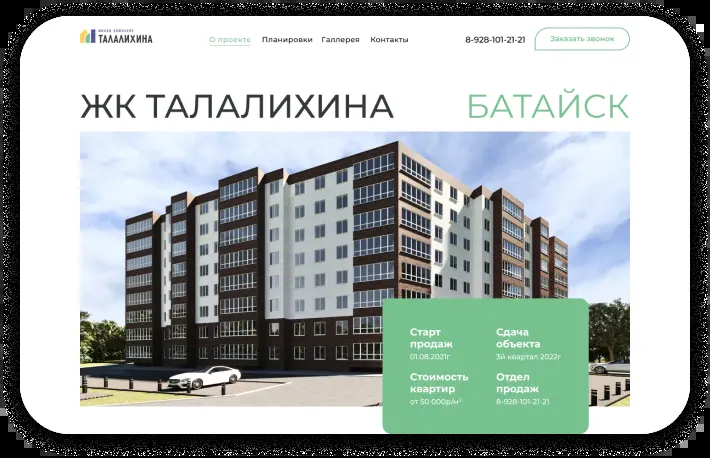 ЖИЛОЙ КОМПЛЕКС
ТАЛАЛИХИНА
О проекте Планировки Галлерея Контакты
8-928-101-21-21
Заказать звонок
ЖК ТАЛАЛИХИНА БАТАЙСК
Старт
продаж
01.08.2021г
Сдача
объекта
3й квартал 2022г
Стоимость
квартир
от 50 000р/м²
Отдел
продаж
8-928-101-21-21